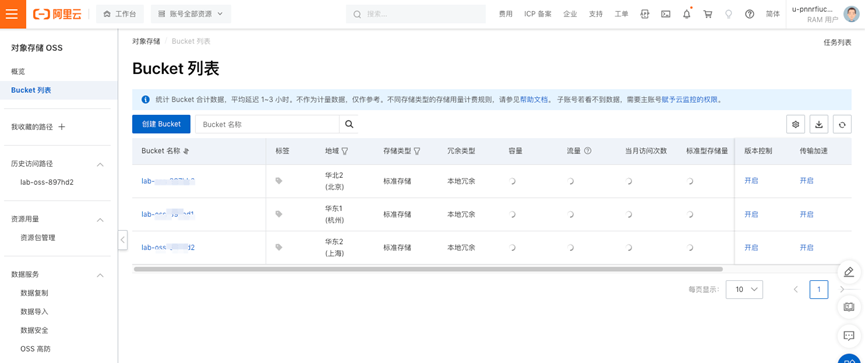 阿里云 工作台 账号全部资源 搜索... 费用 ICP 备案 企业 支持 工单 简体 u-pnnrfiuc...
RAM 用户
对象存储 OSS
概览
Bucket 列表
我收藏的路径
历史访问路径
lab-oss-897hd2
资源用量
资源包管理
数据服务
数据复制
数据导入
数据安全
OSS 高防
对象存储 Bucket 列表 任务列表
Bucket 列表
统计 Bucket 合计数据,平均延迟 1~3 小时。不作为计量数据,仅作参考。不同存储类型的存储用量计费规则,请参见帮助文档。 子账号若看不到数据,需要主账号赋予云监控的权限。
创建 Bucket Bucket 名称
Bucket 名称 标签 地域 存储类型 冗余类型 容量 流量 当月访问次数 标准型存储量 版本控制 传输加速
华北2
lab- 标准存储 本地冗余 开启 开启
(北京)
华东1
标准存储 本地冗余 开启 开启
(杭州)
华东2
标准存储 本地冗余 开启 开启
(上海)
每页显示: 10 1